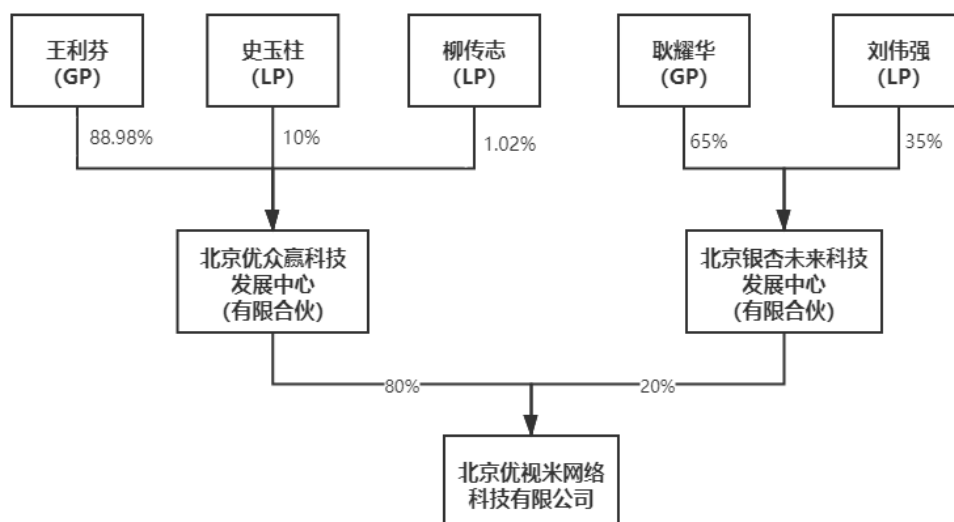 王利芬
（GP）
史玉柱
（LP）
柳传志
（LP）
耿耀华
（GP）
刘伟强
（LP）
88.98%
10%
1.02%
65%
35%
北京优众赢科技
发展中心
(有限合伙)
北京银杏未来科技
发展中心
(有限合伙)
80%
20%
北京优视米网络
科技有限公司